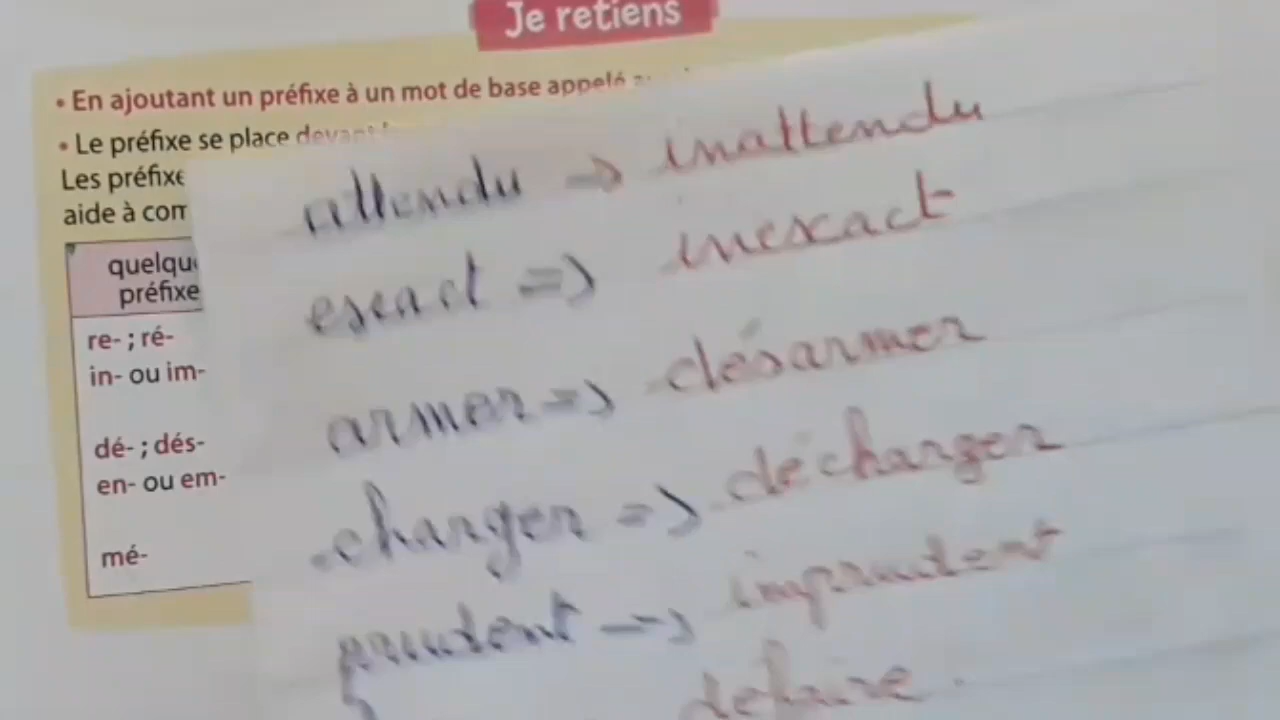 Je retiens
• En ajoutant un préfixe à un mot de base appelé
• Le préfixe se place devant
Les préfixe
aide à com
quelqu
préfixe
re- ; ré-
in- ou im-
dé- ; dés-
en- ou em-
mé-
attendu => inattendu
exact => inexact
armer => désarmer
charger => décharger
prudent => imprudent
défaire.